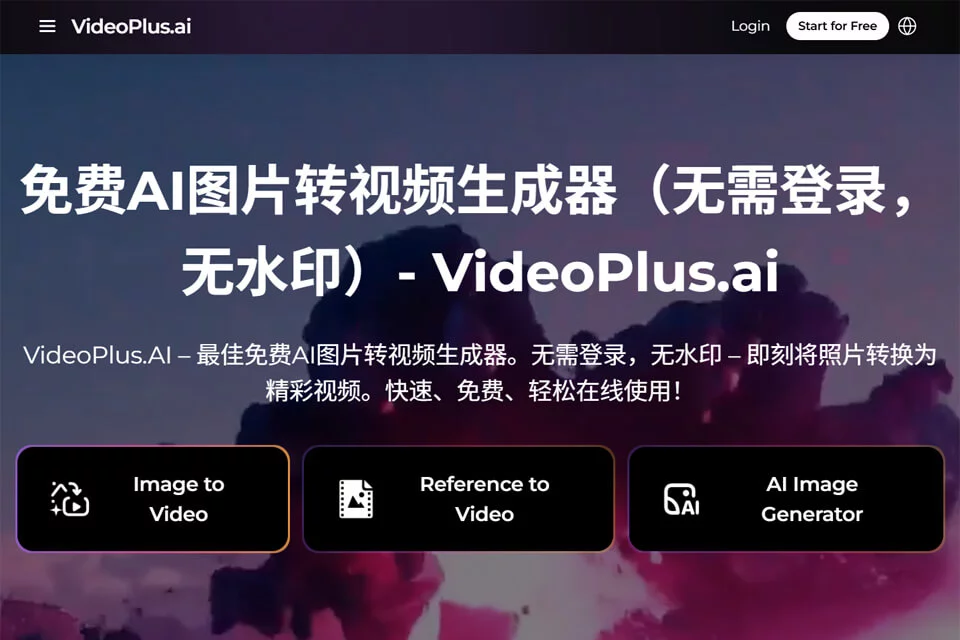 VideoPlus.ai
Login
Start for Free
免费AI图片转视频生成器（无需登录，
无水印）- VideoPlus.ai
VideoPlus.AI – 最佳免费AI图片转视频生成器。无需登录，无水印 – 即刻将照片转换为
精彩视频。快速、免费、轻松在线使用！
Image to
Video
Reference to
Video
AI Image
Generator